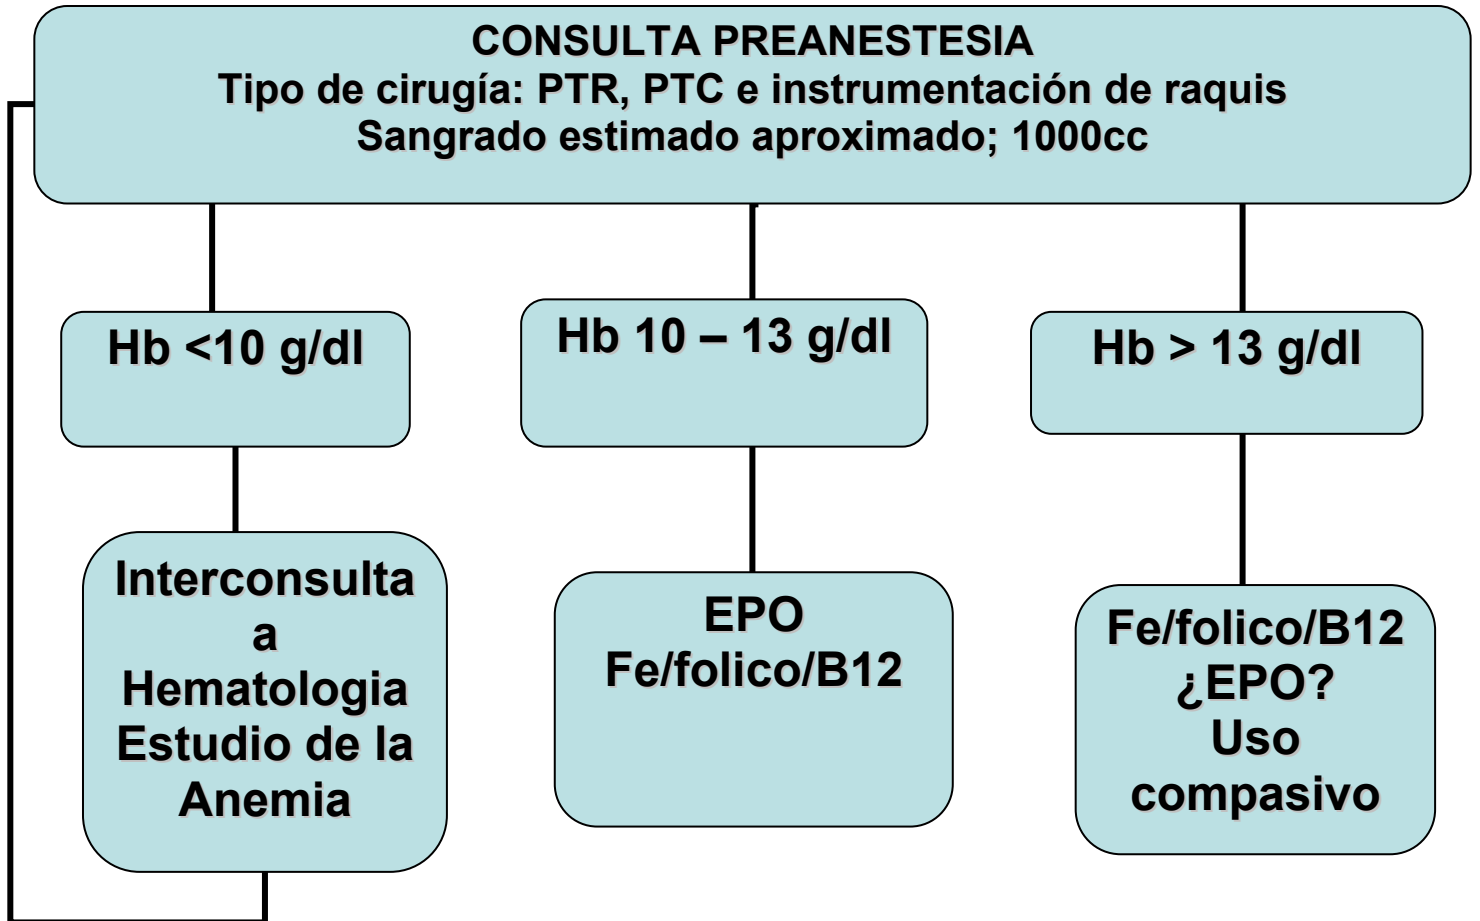 CONSULTA PREANESTESIA
Tipo de cirugía: PTR, PTC e instrumentación de raquis
Sangrado estimado aproximado; 1000cc
Hb <10 g/dl
Hb 10 – 13 g/dl
Hb > 13 g/dl
Interconsulta
a
Hematologia
Estudio de la
Anemia
EPO
Fe/folico/B12
Fe/folico/B12
¿EPO?
Uso
compasivo